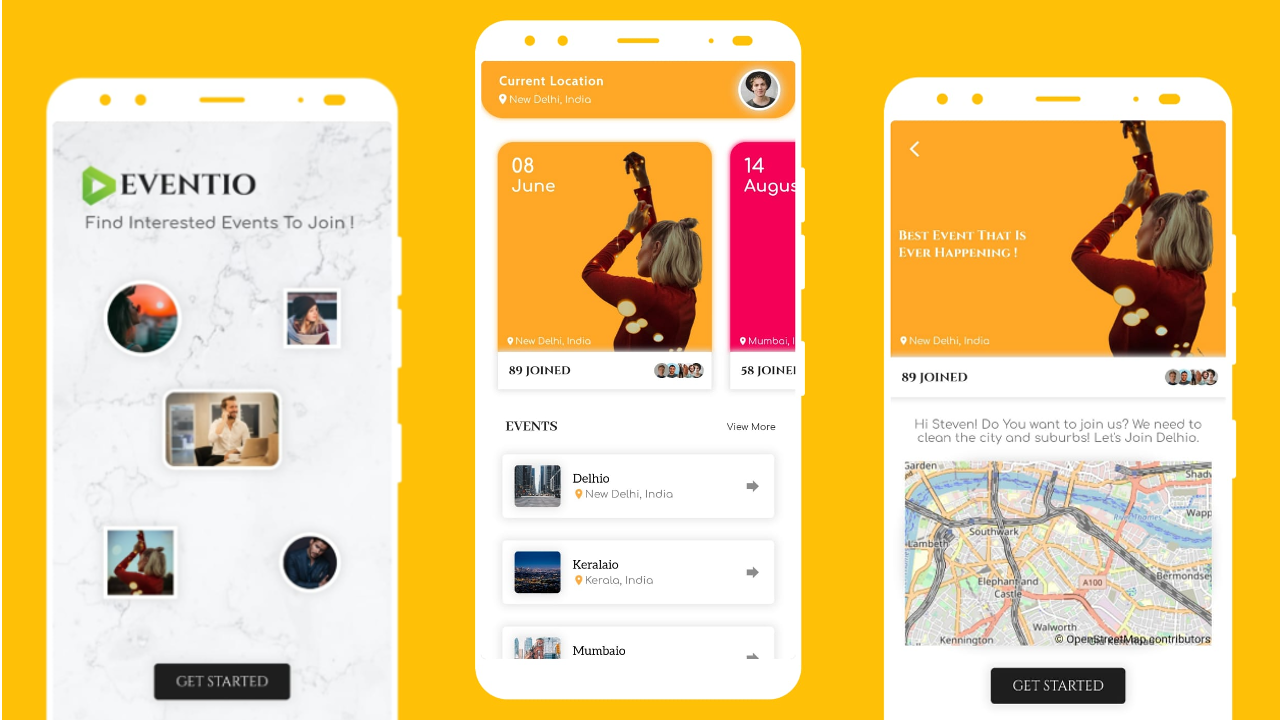 EVENTIO
Find Interested Events To Join !
GET STARTED
Current Location
New Delhi, India
08
June
New Delhi, India
89 JOINED
14
Augus
Mumbai, I
58 JOINE
EVENTS
View More
Delhio
New Delhi, India
Keralaio
Kerala, India
Mumbaio
BEST EVENT THAT IS
EVER HAPPENING !
New Delhi, India
89 JOINED
Hi Steven! Do You want to join us? We need to
clean the city and suburbs! Let's Join Delhio.
Garden
Shadw
River Thames
Wapp
Southwark
Lambeth
Elephant and
Castle
A100
Bermondse
Walworth
Kennington
© OpenStreetMap contributors
GET STARTED